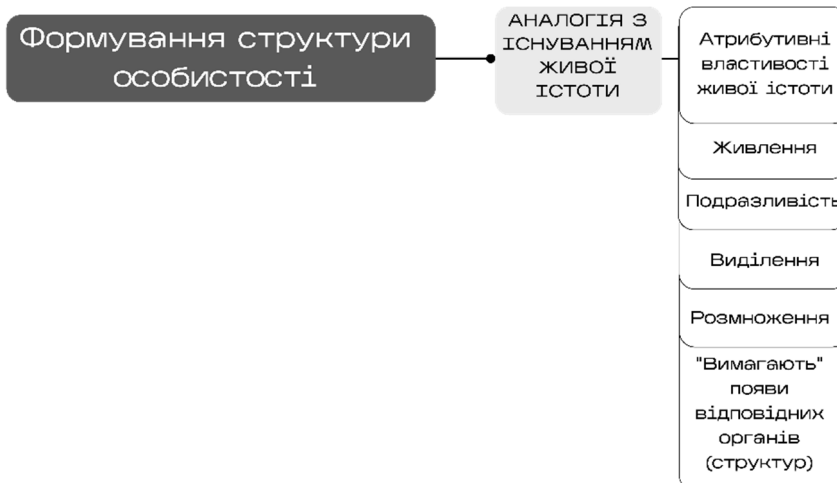 Формування структури
особистості
АНАЛОГІЯ З
ІСНУВАННЯМ
ЖИВОЇ
ІСТОТИ
Атрибутивні
властивості
живої істоти
Живлення
Подразливість
Виділення
Розмноження
"Вимагають"
появи
відповідних
органів
(структур)